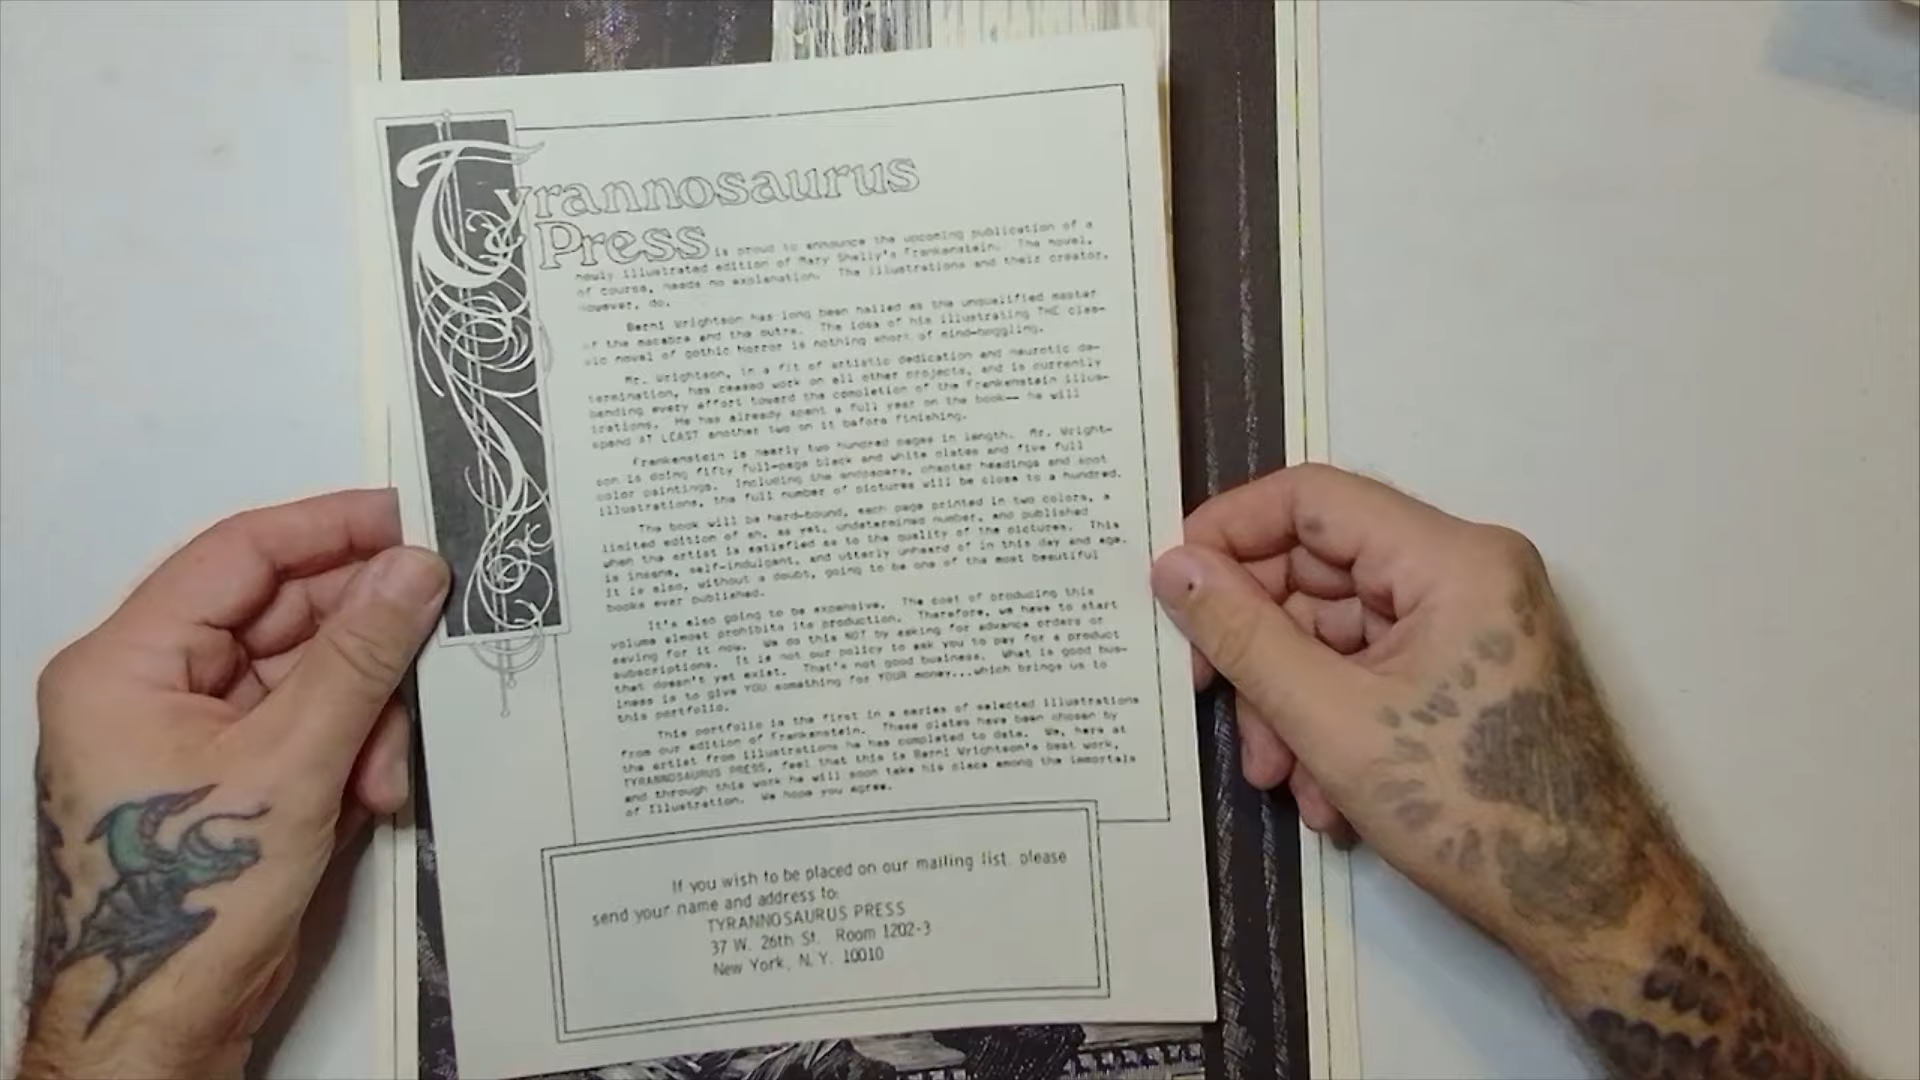 Tyrannosaurus
Press is proud to announce the upcoming publication of a
newly illustrated edition of Mary Shelly's Frankenstein. The novel,
of course, needs no explanation. The illustrations and their creator,
however, do.
Berni Wrightson has long been hailed as the unqualified master
of the macabre and the outre. The idea of his illustrating THE clas-
sic novel of gothic horror is nothing short of mind-boggling.
Mr. Wrightson, in a fit of artistic dedication and neurotic de-
termination, has ceased work on all other projects, and is currently
bending every effort toward the completion of the Frankenstein illus-
trations. He has already spent a full year on the book-- he will
spend AT LEAST another two on it before finishing.
Frankenstein is nearly two hundred pages in length. Mr. Wright-
son is doing fifty full-page black and white plates and five full
color paintings. Including the endpapers, chapter headings and spot
illustrations, the full number of pictures will be close to a hundred.
The book will be hard-bound, each page printed in two colors, a
limited edition of an, as yet, undetermined number, and published
when the artist is satisfied as to the quality of the pictures. This
is insane, self-indulgent, and utterly unheard of in this day and age.
It is also, without a doubt, going to be one of the most beautiful
books ever published.
It's also going to be expensive. The cost of producing this
volume almost prohibits its production. Therefore, we have to start
saving for it now. We do this NOT by asking for advance orders or
subscriptions. It is not our policy to ask you to pay for a product
that doesn't yet exist. That's not good business. What is good bus-
iness is to give YOU something for YOUR money...which brings us to
this portfolio.
This portfolio is the first in a series of selected illustrations
from our edition of Frankenstein. These plates have been chosen by
the artist from illustrations he has completed to date. We, here at
TYRANNOSAURUS PRESS, feel that this is Berni Wrightson's best work,
and through this work he will soon take his place among the immortals
of Illustration. We hope you agree.
If you wish to be placed on our mailing list, please
send your name and address to:
TYRANNOSAURUS PRESS
37 W. 26th St. Room 1202-3
New York, N.Y. 10010